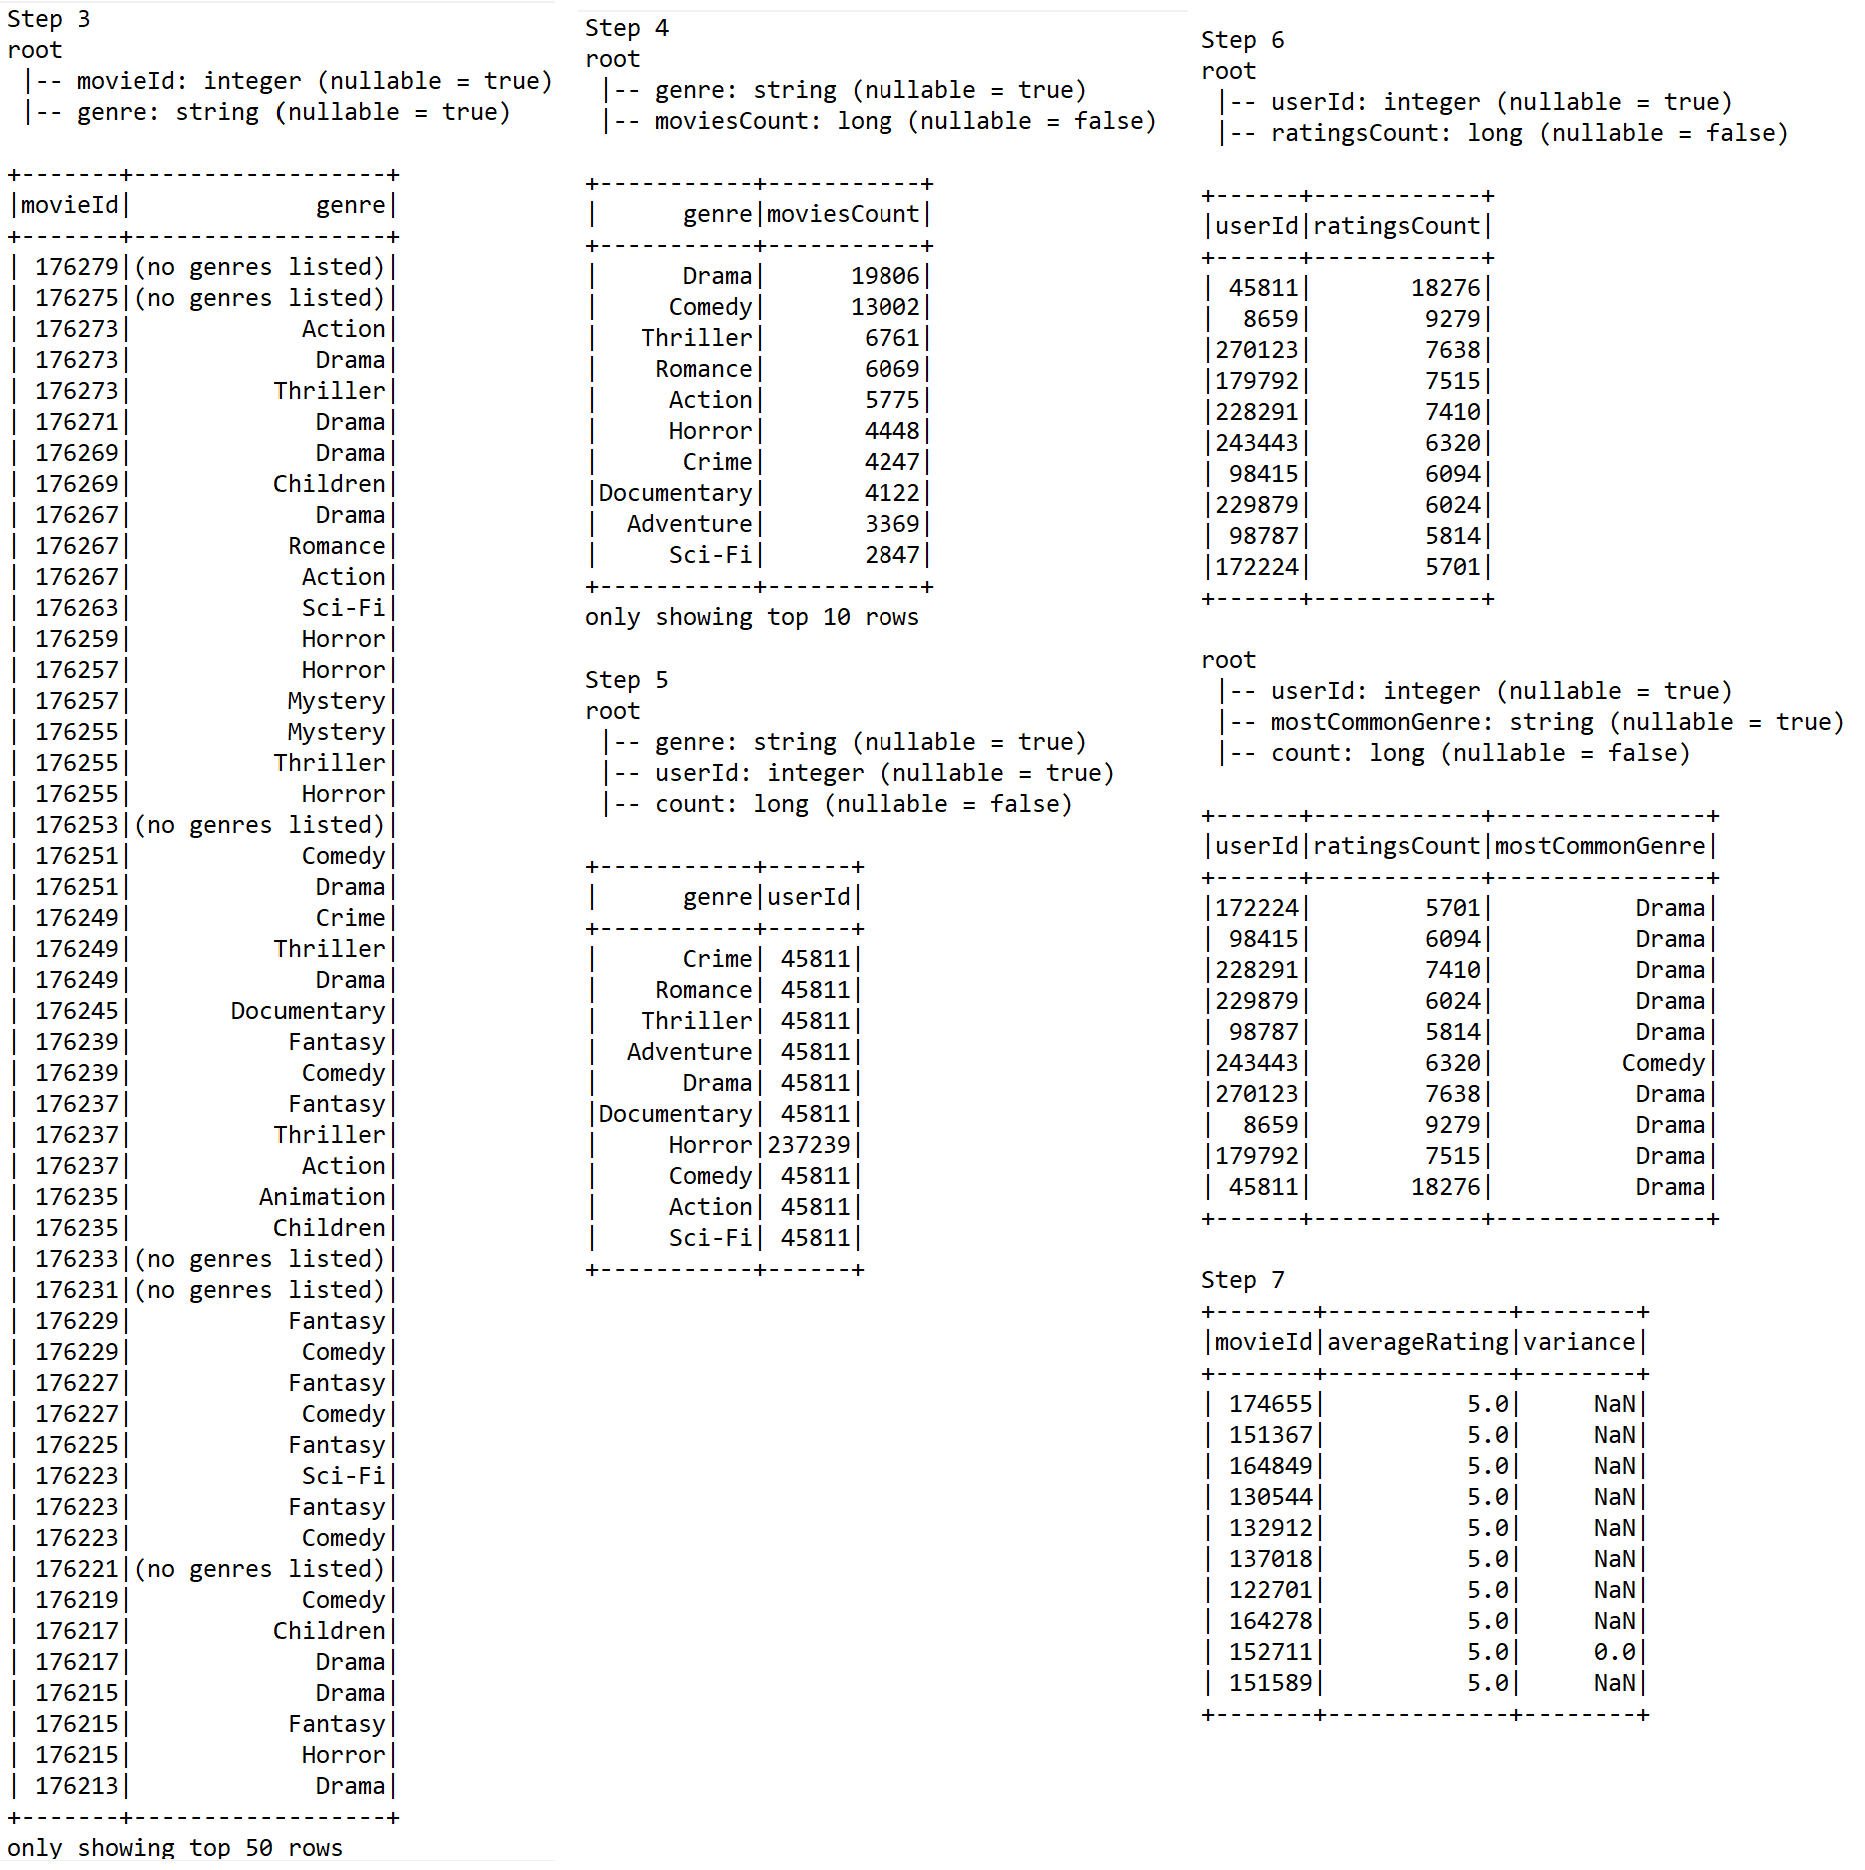 Step 3
root
 |-- movieId: integer (nullable = true)
 |-- genre: string (nullable = true)

+-------+------------------+
|movieId|             genre|
+-------+------------------+
| 176279|(no genres listed)|
| 176275|(no genres listed)|
| 176273|            Action|
| 176273|             Drama|
| 176273|          Thriller|
| 176271|             Drama|
| 176269|             Drama|
| 176269|          Children|
| 176267|             Drama|
| 176267|           Romance|
| 176267|            Action|
| 176263|            Sci-Fi|
| 176259|            Horror|
| 176257|            Horror|
| 176257|           Mystery|
| 176255|           Mystery|
| 176255|          Thriller|
| 176255|            Horror|
| 176253|(no genres listed)|
| 176251|            Comedy|
| 176251|             Drama|
| 176249|             Crime|
| 176249|          Thriller|
| 176249|             Drama|
| 176245|       Documentary|
| 176239|           Fantasy|
| 176239|            Comedy|
| 176237|           Fantasy|
| 176237|          Thriller|
| 176237|            Action|
| 176235|         Animation|
| 176235|          Children|
| 176233|(no genres listed)|
| 176231|(no genres listed)|
| 176229|           Fantasy|
| 176229|            Comedy|
| 176227|           Fantasy|
| 176227|            Comedy|
| 176225|           Fantasy|
| 176223|            Sci-Fi|
| 176223|           Fantasy|
| 176223|            Comedy|
| 176221|(no genres listed)|
| 176219|            Comedy|
| 176217|          Children|
| 176217|             Drama|
| 176215|             Drama|
| 176215|           Fantasy|
| 176215|            Horror|
| 176213|             Drama|
+-------+------------------+
only showing top 50 rows

Step 4
root
 |-- genre: string (nullable = true)
 |-- moviesCount: long (nullable = false)

+-----------+-----------+
|      genre|moviesCount|
+-----------+-----------+
|      Drama|      19806|
|     Comedy|      13002|
|   Thriller|       6761|
|    Romance|       6069|
|     Action|       5775|
|     Horror|       4448|
|      Crime|       4247|
|Documentary|       4122|
|  Adventure|       3369|
|     Sci-Fi|       2847|
+-----------+-----------+
only showing top 10 rows

Step 5
root
 |-- genre: string (nullable = true)
 |-- userId: integer (nullable = true)
 |-- count: long (nullable = false)

+-----------+------+
|      genre|userId|
+-----------+------+
|      Crime| 45811|
|    Romance| 45811|
|   Thriller| 45811|
|  Adventure| 45811|
|      Drama| 45811|
|Documentary| 45811|
|     Horror|237239|
|     Comedy| 45811|
|     Action| 45811|
|     Sci-Fi| 45811|
+-----------+------+

Step 6
root
 |-- userId: integer (nullable = true)
 |-- ratingsCount: long (nullable = false)

+------+------------+
|userId|ratingsCount|
+------+------------+
| 45811|       18276|
|  8659|        9279|
|270123|        7638|
|179792|        7515|
|228291|        7410|
|243443|        6320|
| 98415|        6094|
|229879|        6024|
| 98787|        5814|
|172224|        5701|
+------+------------+

root
 |-- userId: integer (nullable = true)
 |-- mostCommonGenre: string (nullable = true)
 |-- count: long (nullable = false)

+------+------------+---------------+
|userId|ratingsCount|mostCommonGenre|
+------+------------+---------------+
|172224|        5701|          Drama|
| 98415|        6094|          Drama|
|228291|        7410|          Drama|
|229879|        6024|          Drama|
| 98787|        5814|          Drama|
|243443|        6320|         Comedy|
|270123|        7638|          Drama|
|  8659|        9279|          Drama|
|179792|        7515|          Drama|
| 45811|       18276|          Drama|
+------+------------+---------------+

Step 7
+-------+-------------+--------+
|movieId|averageRating|variance|
+-------+-------------+--------+
| 174655|          5.0|     NaN|
| 151367|          5.0|     NaN|
| 164849|          5.0|     NaN|
| 130544|          5.0|     NaN|
| 132912|          5.0|     NaN|
| 137018|          5.0|     NaN|
| 122701|          5.0|     NaN|
| 164278|          5.0|     NaN|
| 152711|          5.0|     0.0|
| 151589|          5.0|     NaN|
+-------+-------------+--------+